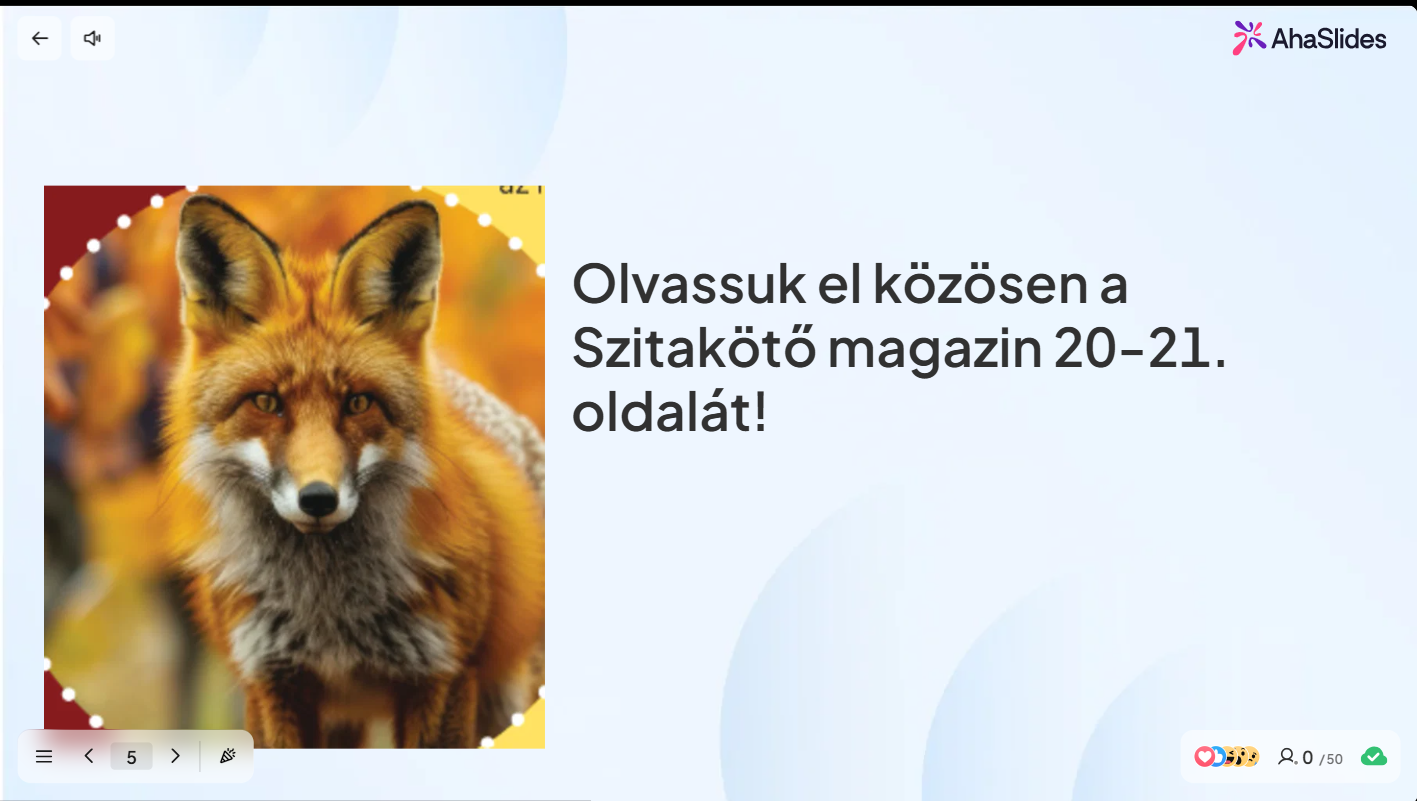 AhaSlides
Olvassuk el közösen a
Szitakötő magazin 20-21.
oldalát!
5
0 /50